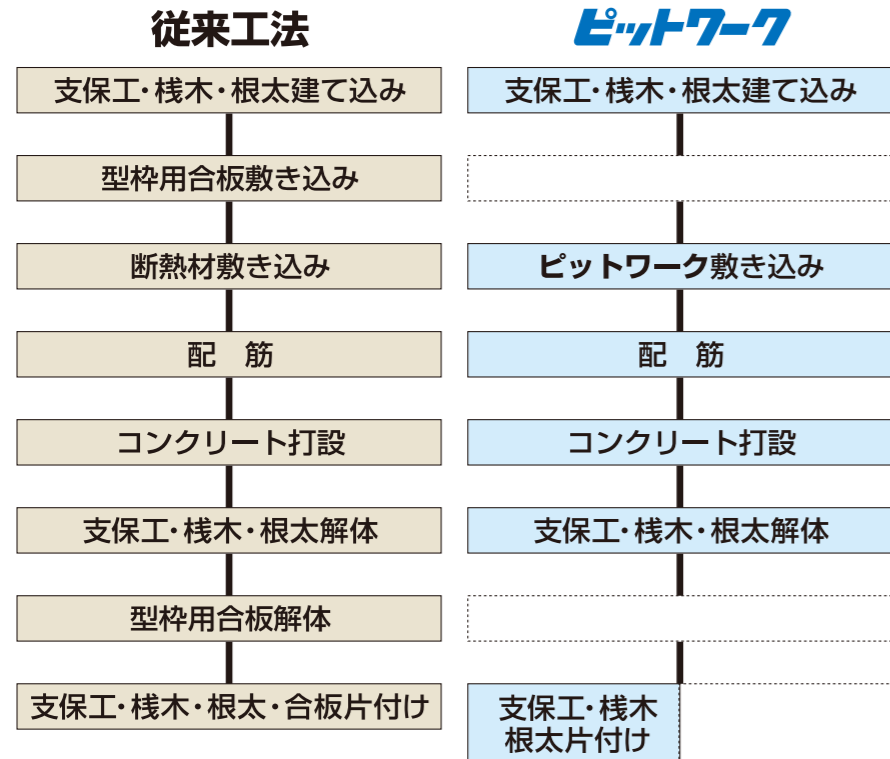 従来工法
支保工・桟木・根太建て込み
型枠用合板敷き込み
断熱材敷き込み
配　筋
コンクリート打設
支保工・桟木・根太解体
型枠用合板解体
支保工・桟木・根太・合板片付け
ピットワーク
支保工・桟木・根太建て込み
ピットワーク敷き込み
配　筋
コンクリート打設
支保工・桟木・根太解体
支保工・桟木
根太片付け